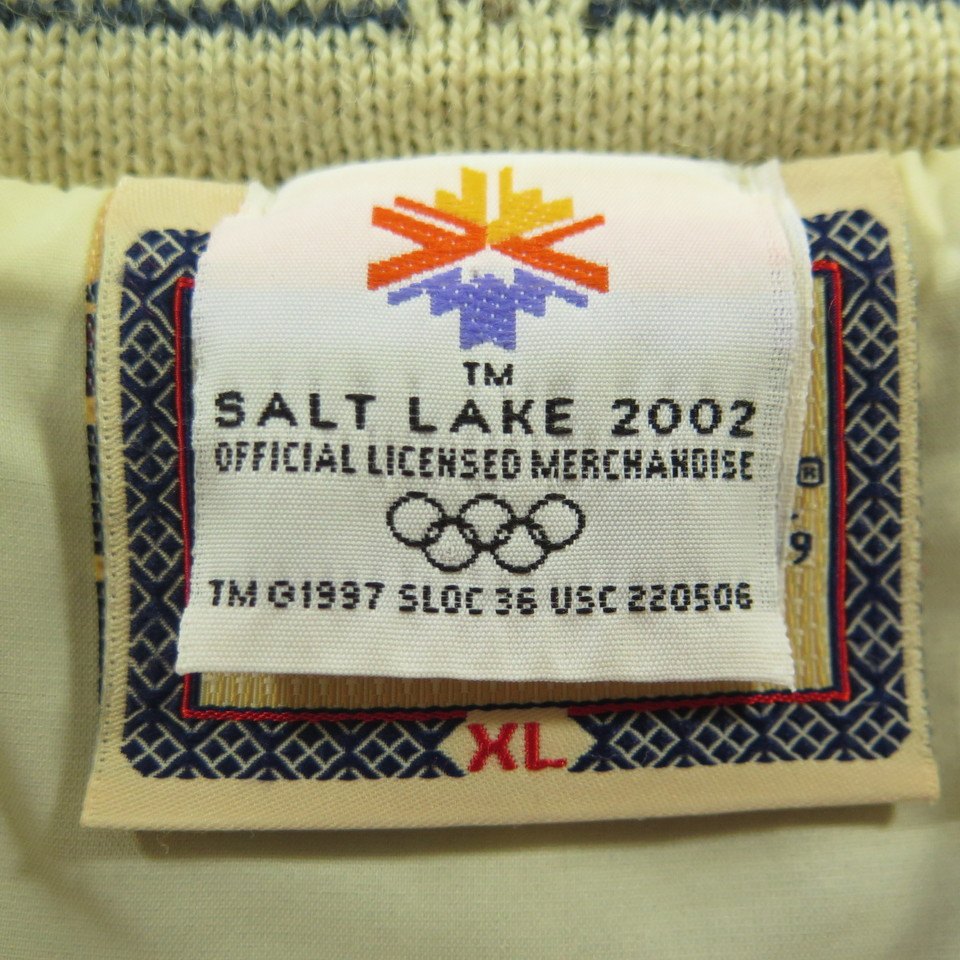 TM
SALT LAKE 2002
OFFICIAL LICENSED MERCHANDISE
®
TM ©1997 SLOC 36 USC 220506
XL